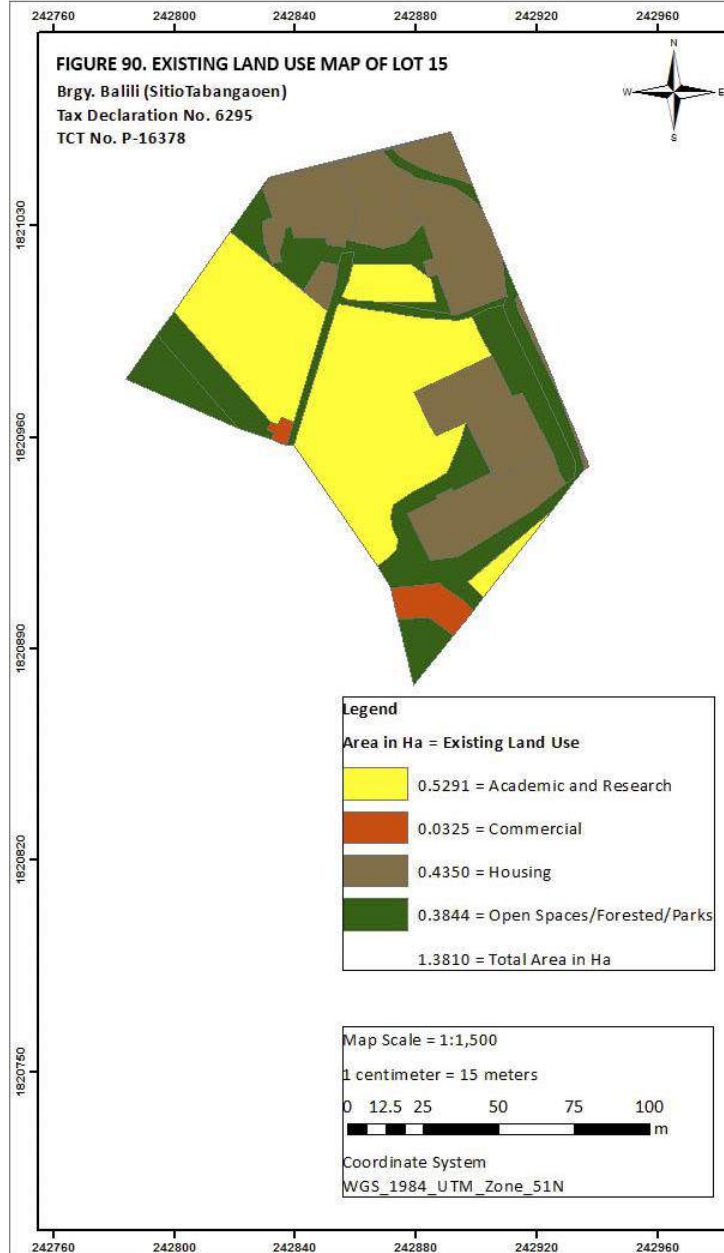 242760 242800 242840 242880 242920 242960
FIGURE 90. EXISTING LAND USE MAP OF LOT 15
Brgy. Balili (SitioTabangaoen)
Tax Declaration No. 6295
TCT No. P-16378
N
W E
S
1821030
1820960
1820890
1820820
1820750
Legend
Area in Ha = Existing Land Use
0.5291 = Academic and Research
0.0325 = Commercial
0.4350 = Housing
0.3844 = Open Spaces/Forested/Parks
1.3810 = Total Area in Ha
Map Scale = 1:1,500
1 centimeter = 15 meters
0 12.5 25 50 75 100
m
Coordinate System
WGS_1984_UTM_Zone_51N
242760 242800 242840 242880 242920 242960